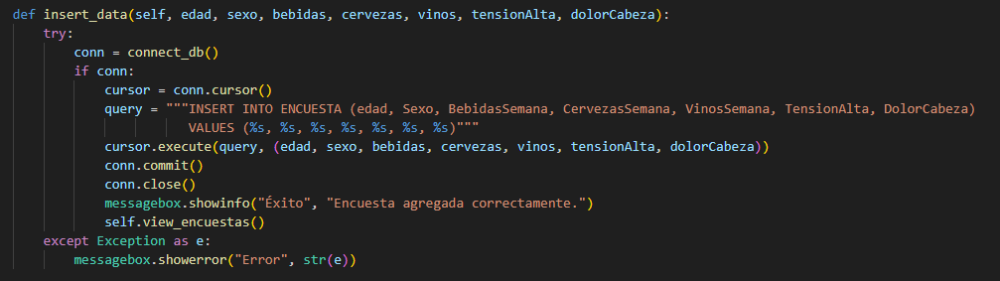 def insert_data(self, edad, sexo, bebidas, cervezas, vinos, tensionAlta, dolorCabeza):
    try:
        conn = connect_db()
        if conn:
            cursor = conn.cursor()
            query = """INSERT INTO ENCUESTA (edad, Sexo, BebidasSemana, CervezasSemana, VinosSemana, TensionAlta, DolorCabeza)
                       VALUES (%s, %s, %s, %s, %s, %s, %s)"""
            cursor.execute(query, (edad, sexo, bebidas, cervezas, vinos, tensionAlta, dolorCabeza))
            conn.commit()
            conn.close()
            messagebox.showinfo("Éxito", "Encuesta agregada correctamente.")
            self.view_encuestas()
    except Exception as e:
        messagebox.showerror("Error", str(e))